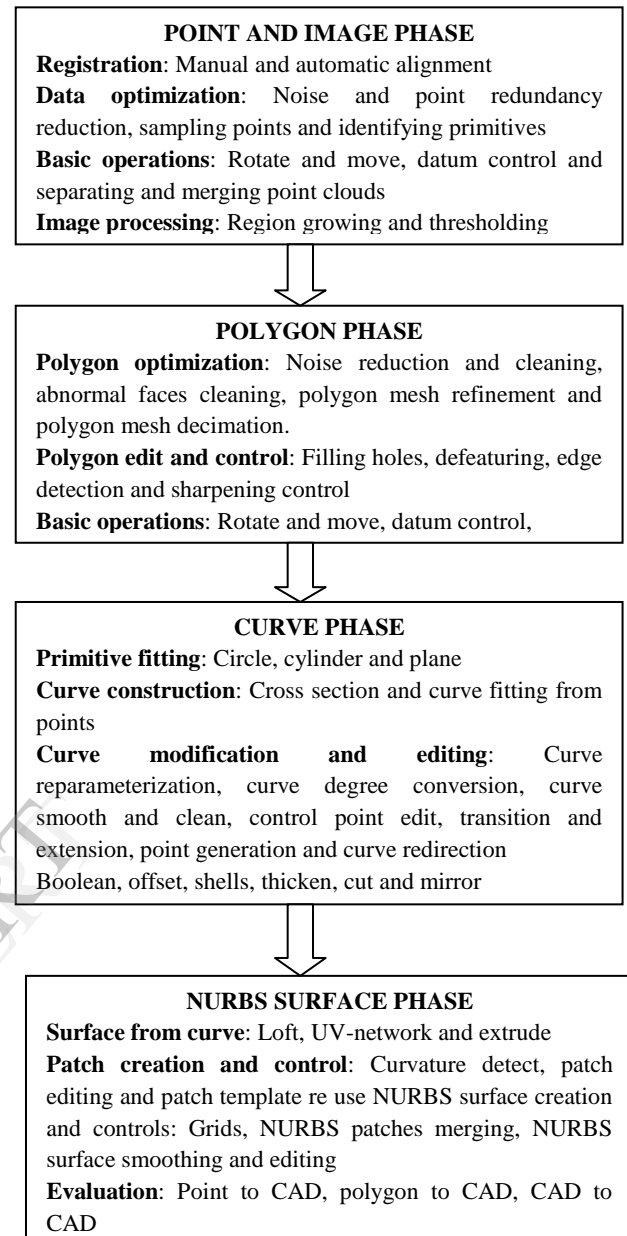 POINT AND IMAGE PHASE
Registration: Manual and automatic alignment
Data optimization: Noise and point redundancy
reduction, sampling points and identifying primitives
Basic operations: Rotate and move, datum control and
separating and merging point clouds
Image processing: Region growing and thresholding
POLYGON PHASE
Polygon optimization: Noise reduction and cleaning,
abnormal faces cleaning, polygon mesh refinement and
polygon mesh decimation.
Polygon edit and control: Filling holes, defeaturing, edge
detection and sharpening control
Basic operations: Rotate and move, datum control,
CURVE PHASE
Primitive fitting: Circle, cylinder and plane
Curve construction: Cross section and curve fitting from
points
Curve modification and editing: Curve
reparameterization, curve degree conversion, curve
smooth and clean, control point edit, transition and
extension, point generation and curve redirection
Boolean, offset, shells, thicken, cut and mirror
NURBS SURFACE PHASE
Surface from curve: Loft, UV-network and extrude
Patch creation and control: Curvature detect, patch
editing and patch template re use NURBS surface creation
and controls: Grids, NURBS patches merging, NURBS
surface smoothing and editing
Evaluation: Point to CAD, polygon to CAD, CAD to
CAD